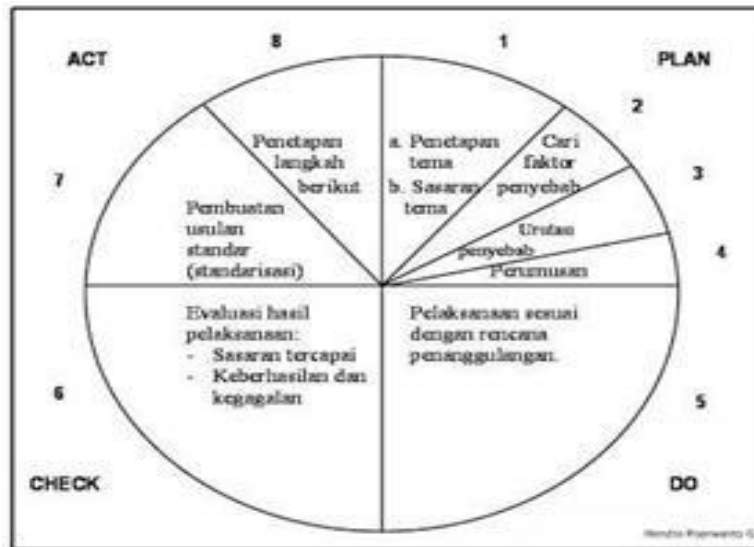 ACT
8
1
PLAN
Penetapan
langkah
berikut
a. Penetapan
tema
b. Sasaran
tema
Cari
faktor
penyebab
2
3
Urutan
penyebab
4
Perumusan
7
Pembuatan
usulan
standar
(standarisasi)
Evaluasi hasil
pelaksanaan:
- Sasaran tercapai
- Keberhasilan dan
kegagalan
Pelaksanaan sesuai
dengan rencana
penanggulangan.
6
5
CHECK
DO